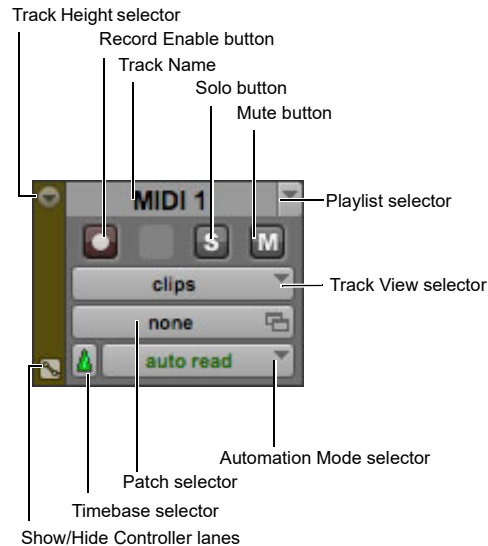 Track Height selector
Record Enable button
Track Name
Solo button
Mute button
MIDI 1
Playlist selector
S
M
clips
Track View selector
none
auto read
Automation Mode selector
Patch selector
Timebase selector
Show/Hide Controller lanes